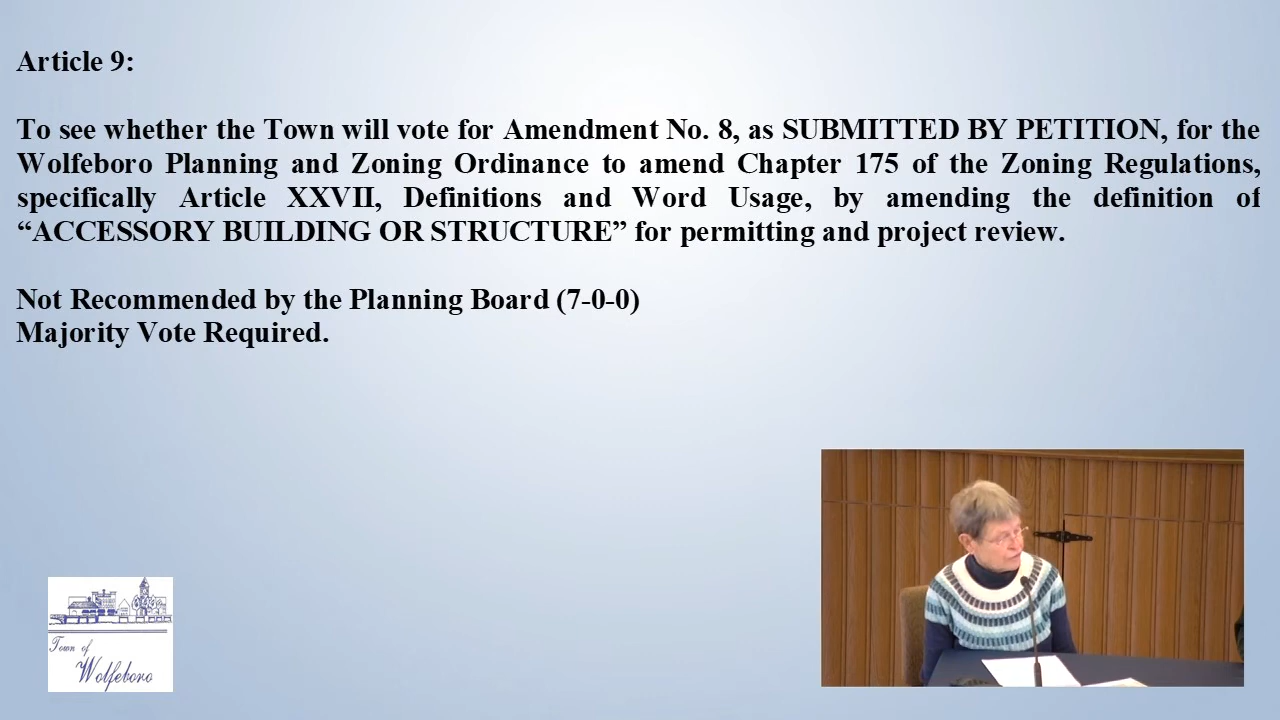 Article 9:
To see whether the Town will vote for Amendment No. 8, as SUBMITTED BY PETITION, for the
Wolfeboro Planning and Zoning Ordinance to amend Chapter 175 of the Zoning Regulations,
specifically Article XXVII, Definitions and Word Usage, by amending the definition of
“ACCESSORY BUILDING OR STRUCTURE” for permitting and project review.
Not Recommended by the Planning Board (7-0-0)
Majority Vote Required.
Town of
Wolfeboro